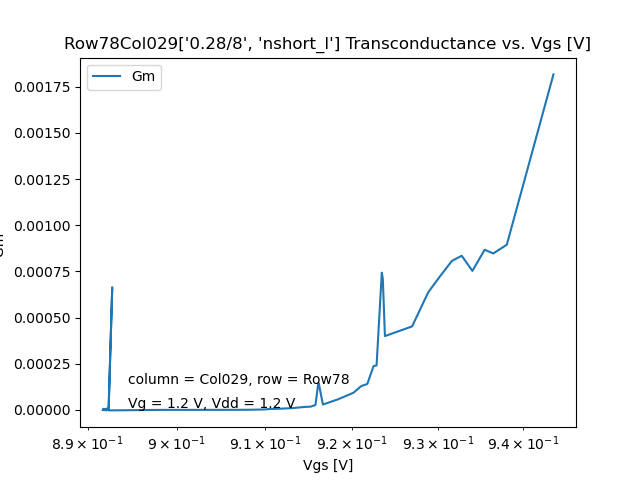 Row78Col029['0.28/8', 'nshort_l'] Transconductance vs. Vgs [V]
Gm
0.00175
0.00150
0.00125
0.00100
0.00075
0.00050
0.00025
0.00000
column = Col029, row = Row78
Vg = 1.2 V, Vdd = 1.2 V
8.9 × 10⁻¹ 9 × 10⁻¹ 9.1 × 10⁻¹ 9.2 × 10⁻¹ 9.3 × 10⁻¹ 9.4 × 10⁻¹
Vgs [V]